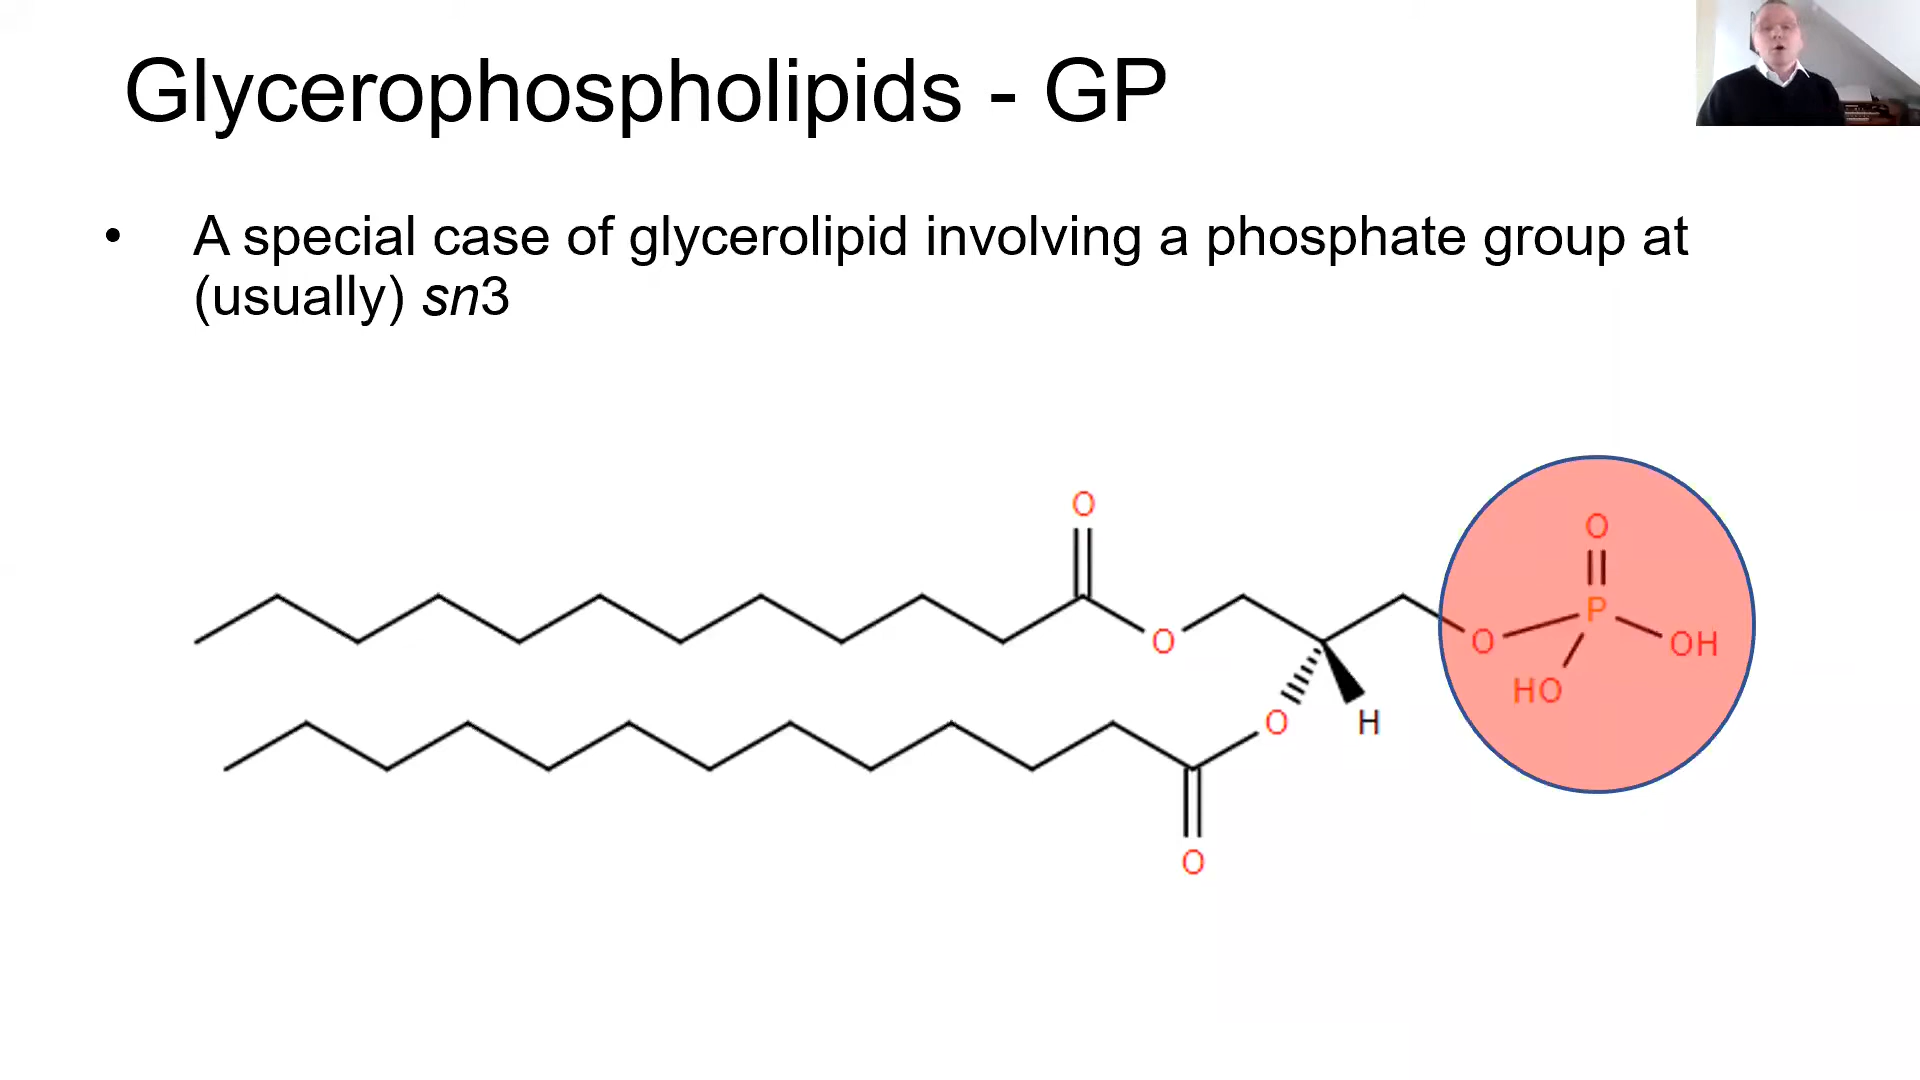 Glycerophospholipids - GP
• A special case of glycerolipid involving a phosphate group at
(usually) sn3
O
O
P
O
O
OH
HO
O
H
O